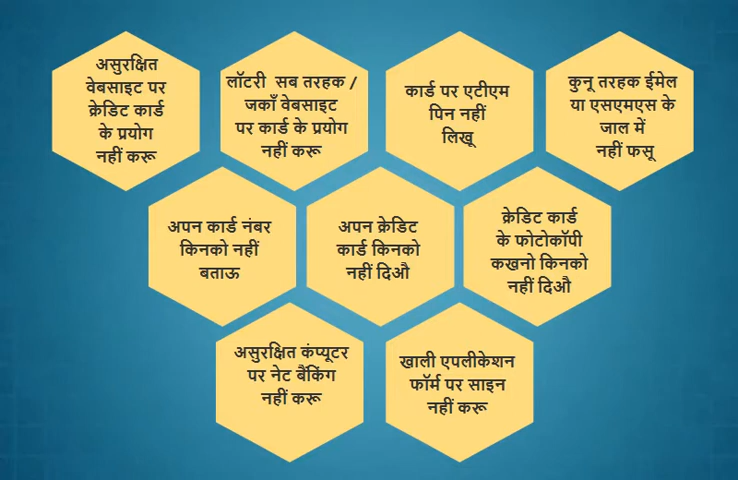 असुरक्षित
वेबसाइट पर
क्रेडिट कार्ड
के प्रयोग
नहीं करू
लॉटरी सब तरहक /
जकाँ वेबसाइट
पर कार्ड के प्रयोग
नहीं करू
कार्ड पर एटीएम
पिन नहीं
लिखू
कुनू तरहक ईमेल
या एसएमएस के
जाल में
नहीं फसू
अपन कार्ड नंबर
किनको नहीं
बताऊ
अपन क्रेडिट
कार्ड किनको
नहीं दिऔ
क्रेडिट कार्ड
के फोटोकॉपी
कखनो किनको
नहीं दिऔ
असुरक्षित कंप्यूटर
पर नेट बैंकिंग
नहीं करू
खाली एपलीकेशन
फॉर्म पर साइन
नहीं करू